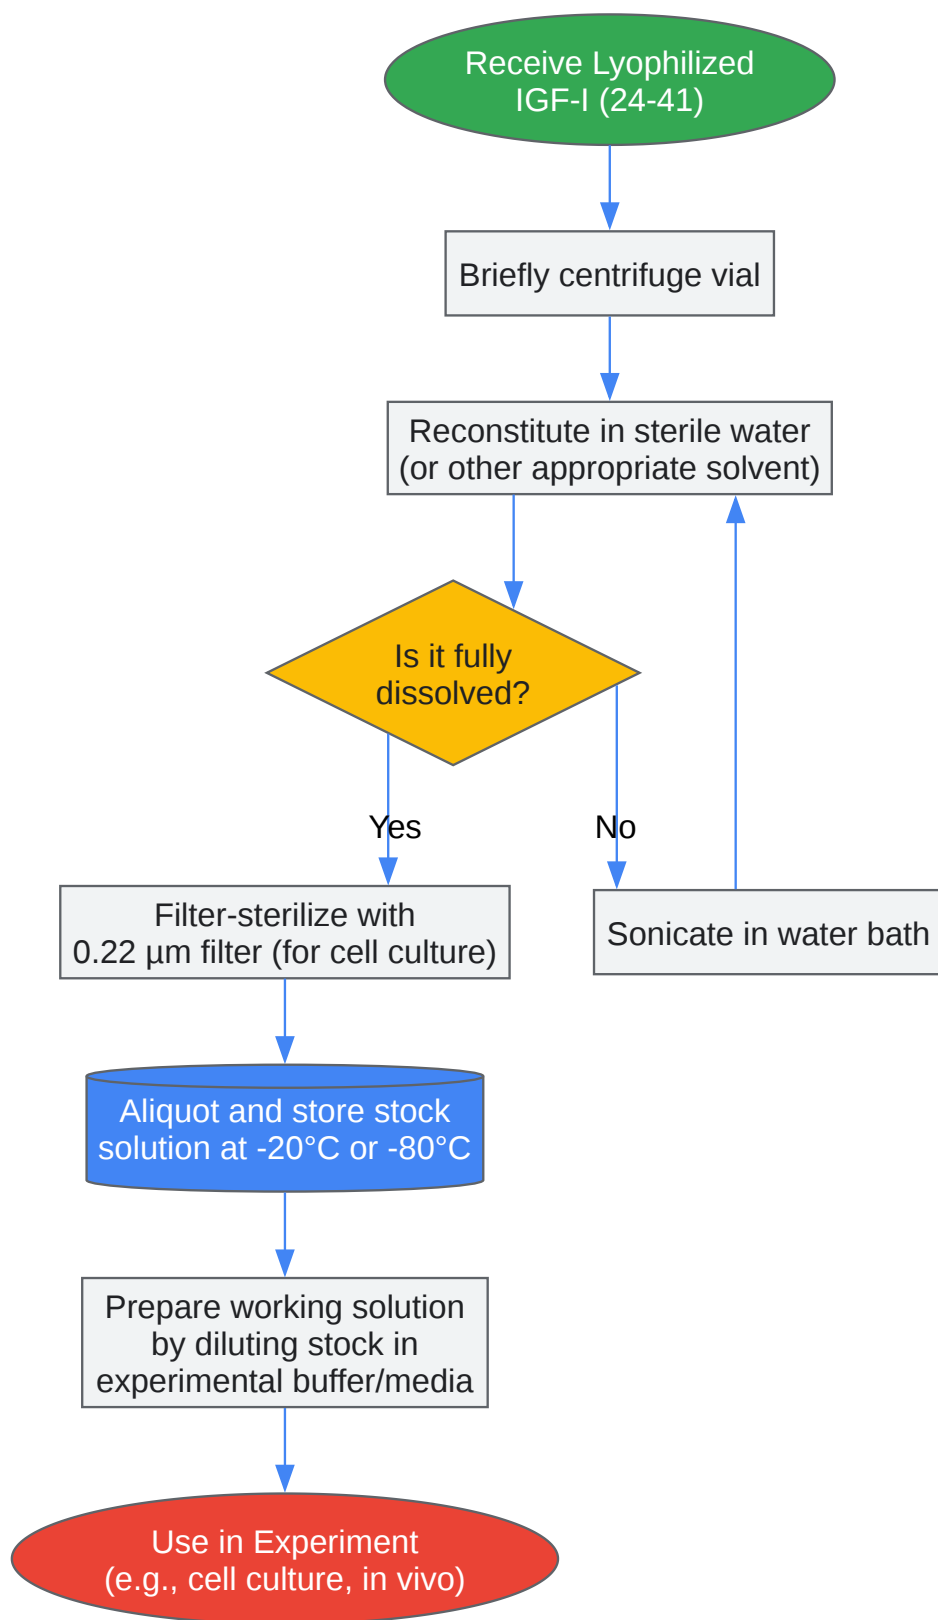 Receive Lyophilized
IGF-I (24-41)
Briefly centrifuge vial
Reconstitute in sterile water
(or other appropriate solvent)
Is it fully
dissolved?
Yes
No
Filter-sterilize with
0.22 µm filter (for cell culture)
Sonicate in water bath
Aliquot and store stock
solution at -20°C or -80°C
Prepare working solution
by diluting stock in
experimental buffer/media
Use in Experiment
(e.g., cell culture, in vivo)